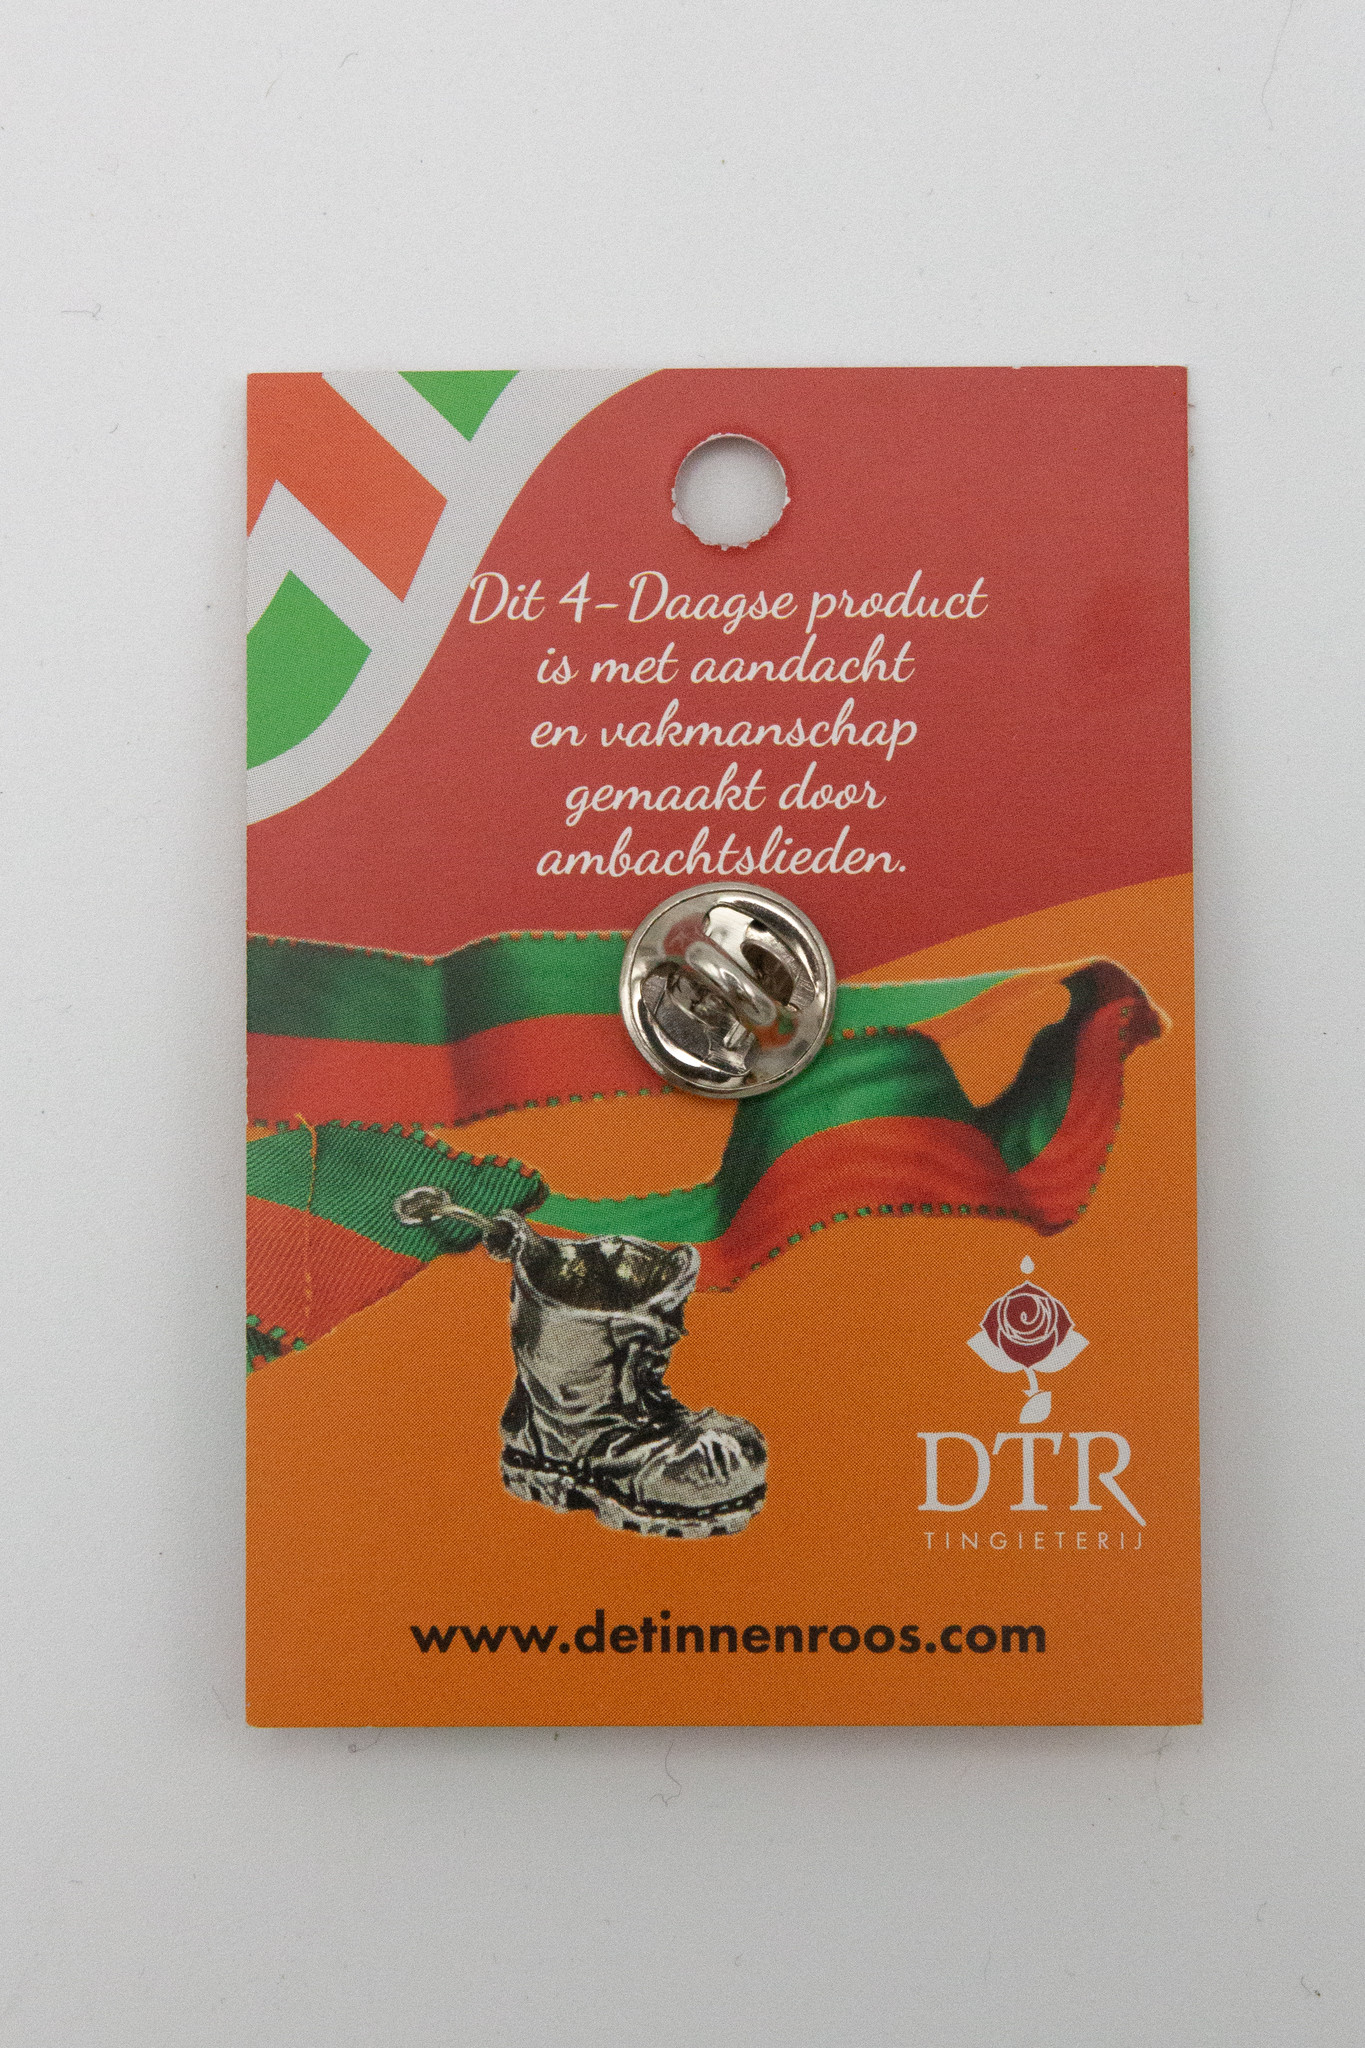 Dit 4-Daagse product
is met aandacht
en vakmanschap
gemaakt door
ambachtslieden.
DTR
TINGIETERIJ
www.detinnenroos.com